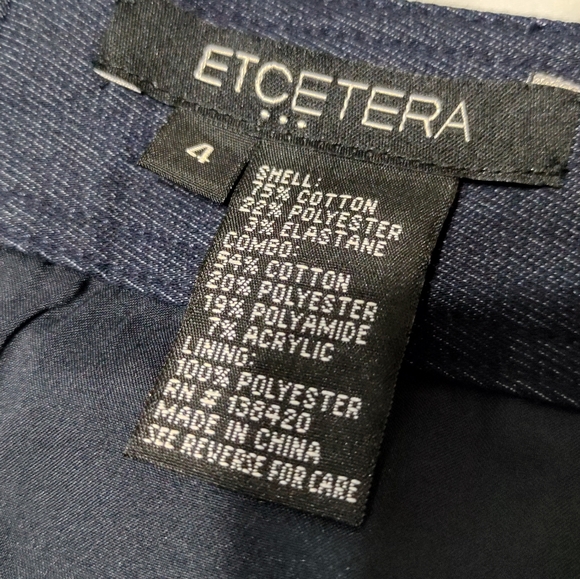 ETCETERA
4
SHELL:
75% COTTON
22% POLYESTER
3% ELASTANE
COMBO:
54% COTTON
20% POLYESTER
19% POLYAMIDE
7% ACRYLIC
LINING:
100% POLYESTER
RN # 138420
MADE IN CHINA
SEE REVERSE FOR CARE